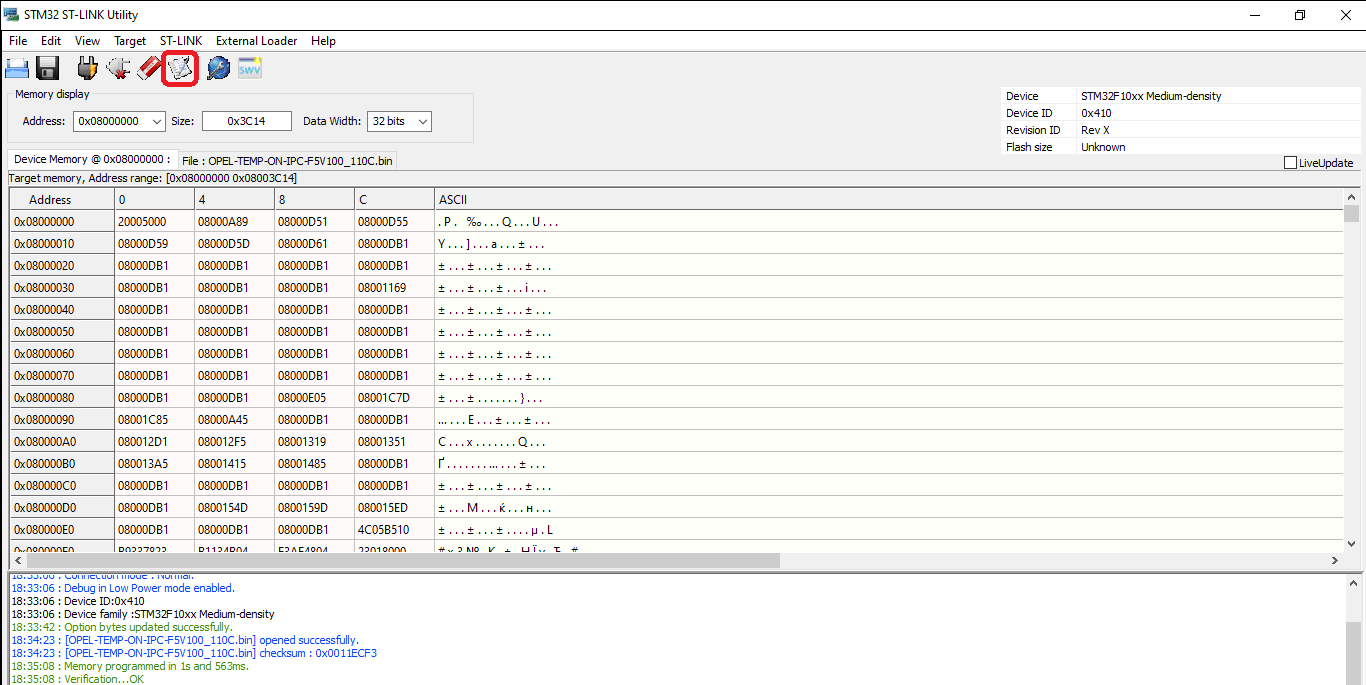 STM32 ST-LINK Utility
File Edit View Target ST-LINK External Loader Help
SWV
Memory display
Address: 0x08000000 Size: 0x3C14 Data Width: 32 bits
Device STM32F10xx Medium-density
Device ID 0x410
Revision ID Rev X
Flash size Unknown
LiveUpdate
Device Memory @ 0x08000000 : File : OPEL-TEMP-ON-IPC-F5V100_110C.bin
Target memory, Address range: [0x08000000 0x08003C14]
Address 0 4 8 C ASCII
0x08000000 20005000 08000A89 08000D51 08000D55 .P. ‰...Q...U...
0x08000010 08000D59 08000D5D 08000D61 08000DB1 Y...]...a...±...
0x08000020 08000DB1 08000DB1 08000DB1 08000DB1 ±...±...±...±...
0x08000030 08000DB1 08000DB1 08000DB1 08001169 ±...±...±...i...
0x08000040 08000DB1 08000DB1 08000DB1 08000DB1 ±...±...±...±...
0x08000050 08000DB1 08000DB1 08000DB1 08000DB1 ±...±...±...±...
0x08000060 08000DB1 08000DB1 08000DB1 08000DB1 ±...±...±...±...
0x08000070 08000DB1 08000DB1 08000DB1 08000DB1 ±...±...±...±...
0x08000080 08000DB1 08000DB1 08000E05 08001C7D ±...±.......}...
0x08000090 08001C85 08000A45 08000DB1 08000DB1 …...E...±...±...
0x080000A0 080012D1 080012F5 08001319 08001351 С...х.......Q...
0x080000B0 080013A5 08001415 08001485 08000DB1 Ґ.......…...±...
0x080000C0 08000DB1 08000DB1 08000DB1 08000DB1 ±...±...±...±...
0x080000D0 08000DB1 0800154D 0800159D 080015ED ±...M...ќ...н...
0x080000E0 08000DB1 08000DB1 08000DB1 4C05B510 ±...±...±....µ.L
18:33:06 : Connection mode : Normal.
18:33:06 : Debug in Low Power mode enabled.
18:33:06 : Device ID:0x410
18:33:06 : Device family :STM32F10xx Medium-density
18:33:42 : Option bytes updated successfully.
18:34:23 : [OPEL-TEMP-ON-IPC-F5V100_110C.bin] opened successfully.
18:34:23 : [OPEL-TEMP-ON-IPC-F5V100_110C.bin] checksum : 0x0011ECF3
18:35:08 : Memory programmed in 1s and 563ms.
18:35:08 : Verification...OK